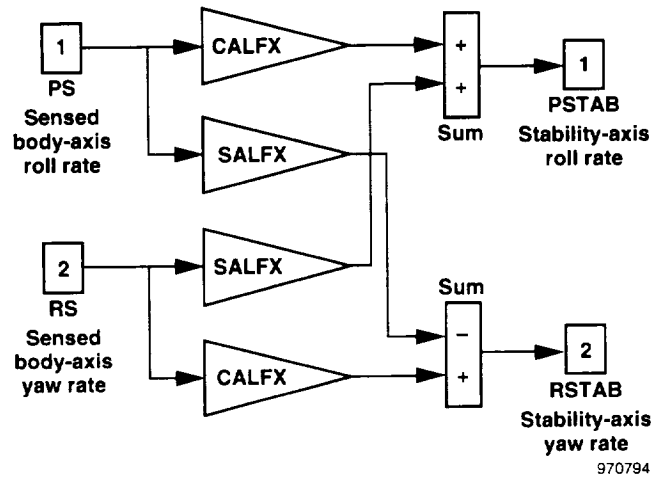 1
PS
Sensed
body-axis
roll rate
CALFX
SALFX
+
+
Sum
1
PSTAB
Stability-axis
roll rate
2
RS
Sensed
body-axis
yaw rate
SALFX
CALFX
Sum
−
+
2
RSTAB
Stability-axis
yaw rate
970794